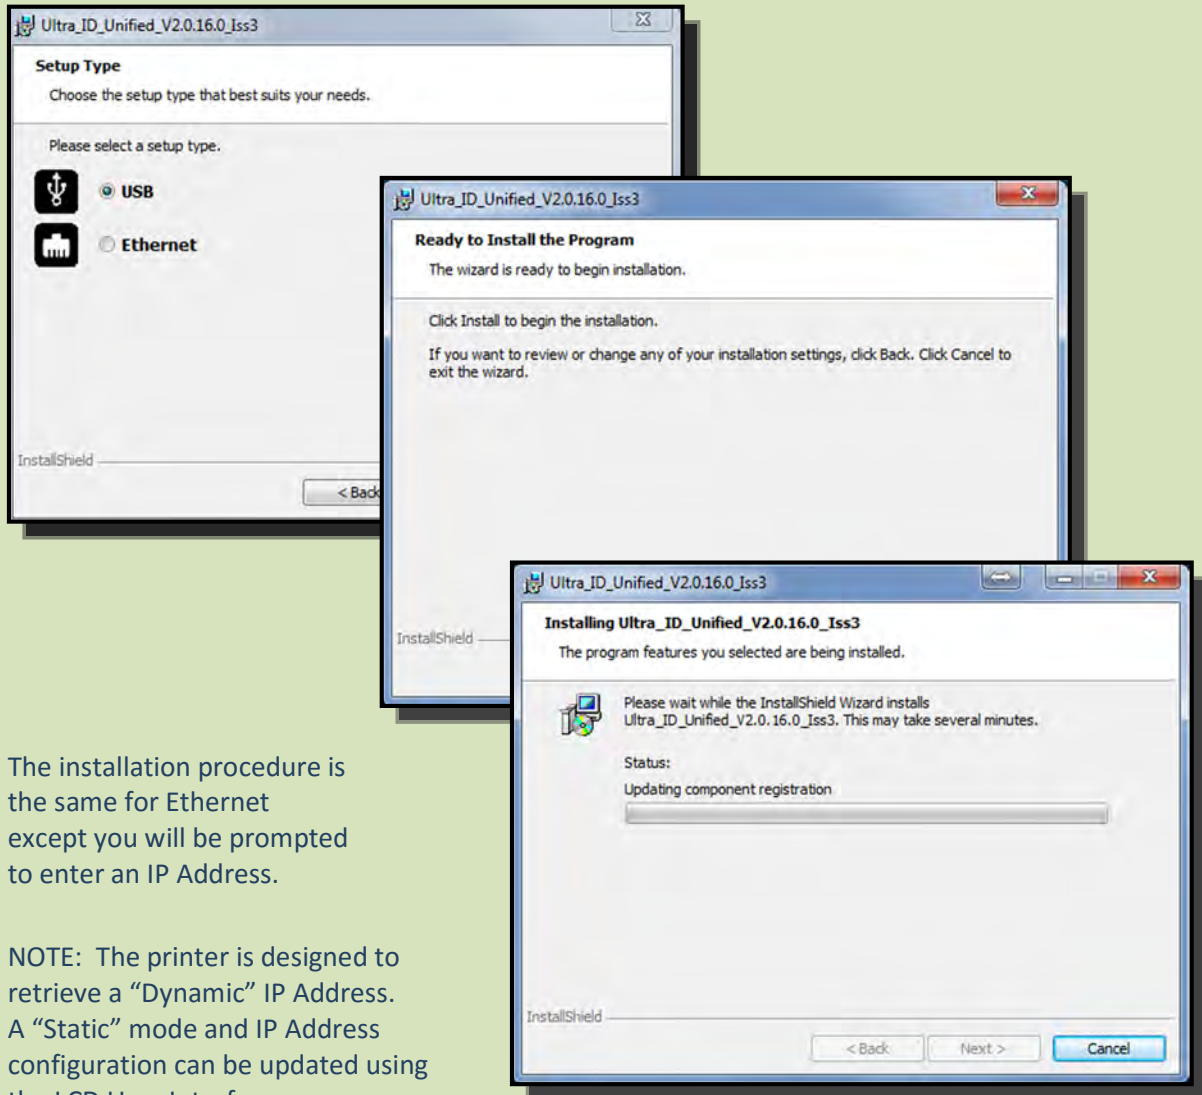 Ultra_ID_Unified_V2.0.16.0_Iss3
Setup Type
Choose the setup type that best suits your needs.
Please select a setup type.
USB
Ethernet
InstallShield
< Back
Ultra_ID_Unified_V2.0.16.0_Iss3
Ready to Install the Program
The wizard is ready to begin installation.
Click Install to begin the installation.
If you want to review or change any of your installation settings, click Back. Click Cancel to
exit the wizard.
InstallShield
Ultra_ID_Unified_V2.0.16.0_Iss3
Installing Ultra_ID_Unified_V2.0.16.0_Iss3
The program features you selected are being installed.
Please wait while the InstallShield Wizard installs
Ultra_ID_Unified_V2.0.16.0_Iss3. This may take several minutes.
Status:
Updating component registration
InstallShield
< Back
Next >
Cancel
The installation procedure is
the same for Ethernet
except you will be prompted
to enter an IP Address.
NOTE:  The printer is designed to
retrieve a “Dynamic” IP Address.
A “Static” mode and IP Address
configuration can be updated using